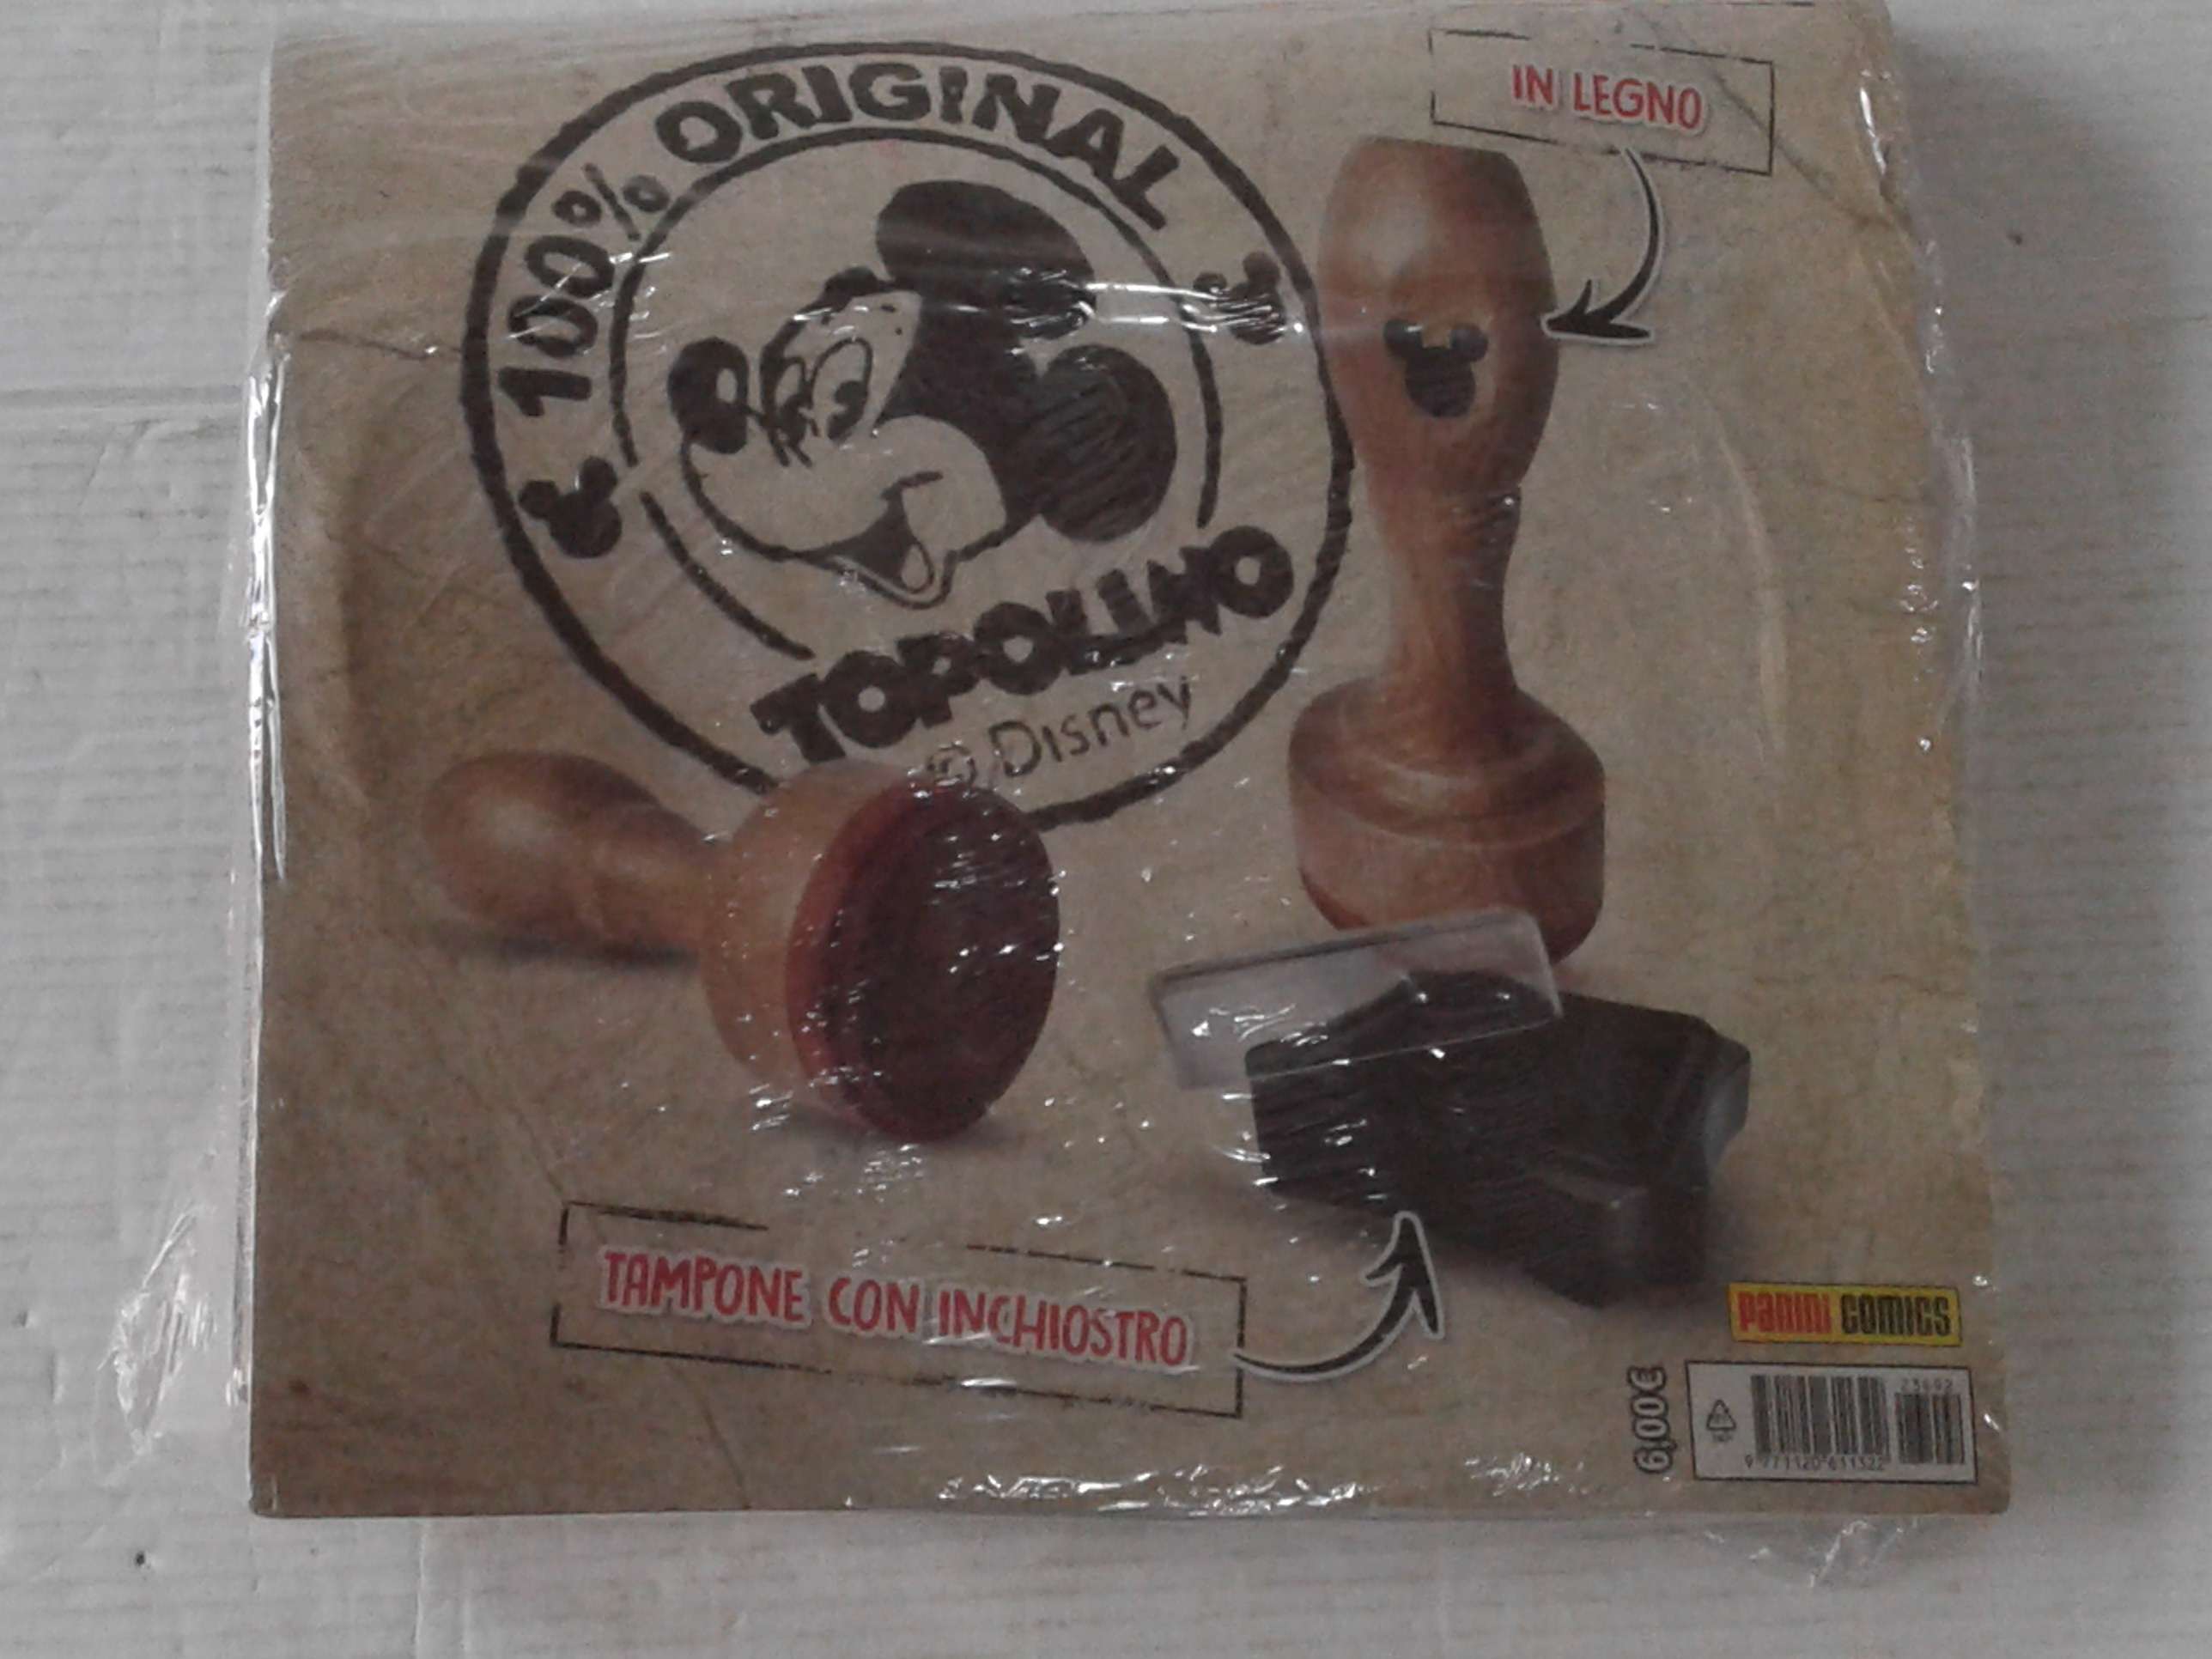 IN LEGNO
100% ORIGINAL
TOPOLINO
© Disney
TAMPONE CON INCHIOSTRO
PANINI COMICS
6,00€